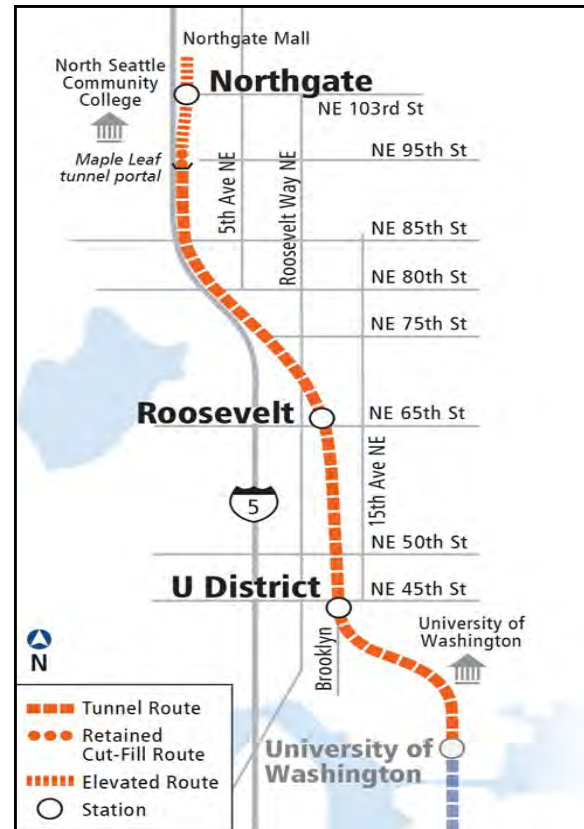 Northgate Mall
North Seattle
Community
College
Northgate
NE 103rd St
Maple Leaf
tunnel portal
NE 95th St
5th Ave NE
Roosevelt Way NE
NE 85th St
NE 80th St
NE 75th St
Roosevelt
NE 65th St
15th Ave NE
5
NE 50th St
U District
NE 45th St
University of
Washington
Brooklyn
N
Tunnel Route
Retained
Cut-Fill Route
Elevated Route
Station
University of
Washington